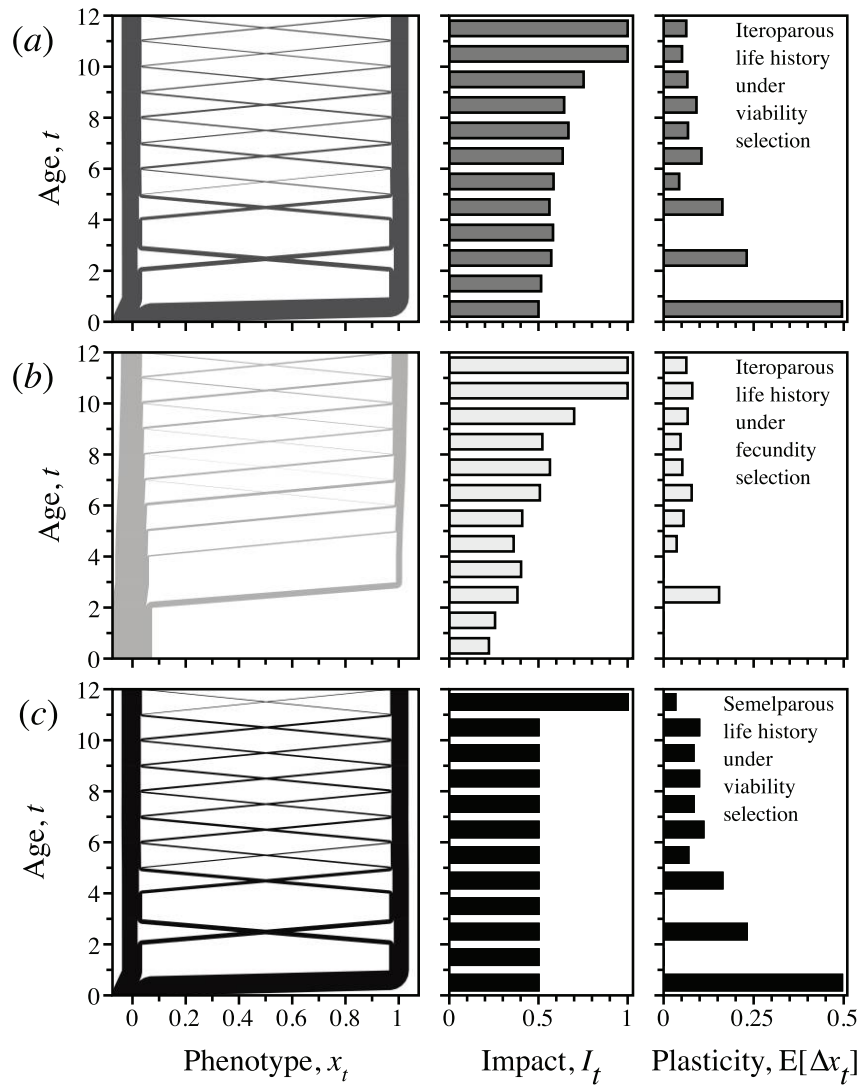 (a)
Age, t
12
10
8
6
4
2
0
Iteroparous
life history
under
viability
selection
(b)
Age, t
12
10
8
6
4
2
0
Iteroparous
life history
under
fecundity
selection
(c)
Age, t
12
10
8
6
4
2
0
Semelparous
life history
under
viability
selection
0 0.2 0.4 0.6 0.8 1
0 0.5 1
0 0.25 0.5
Phenotype, xt
Impact, It
Plasticity, E[Δxt]